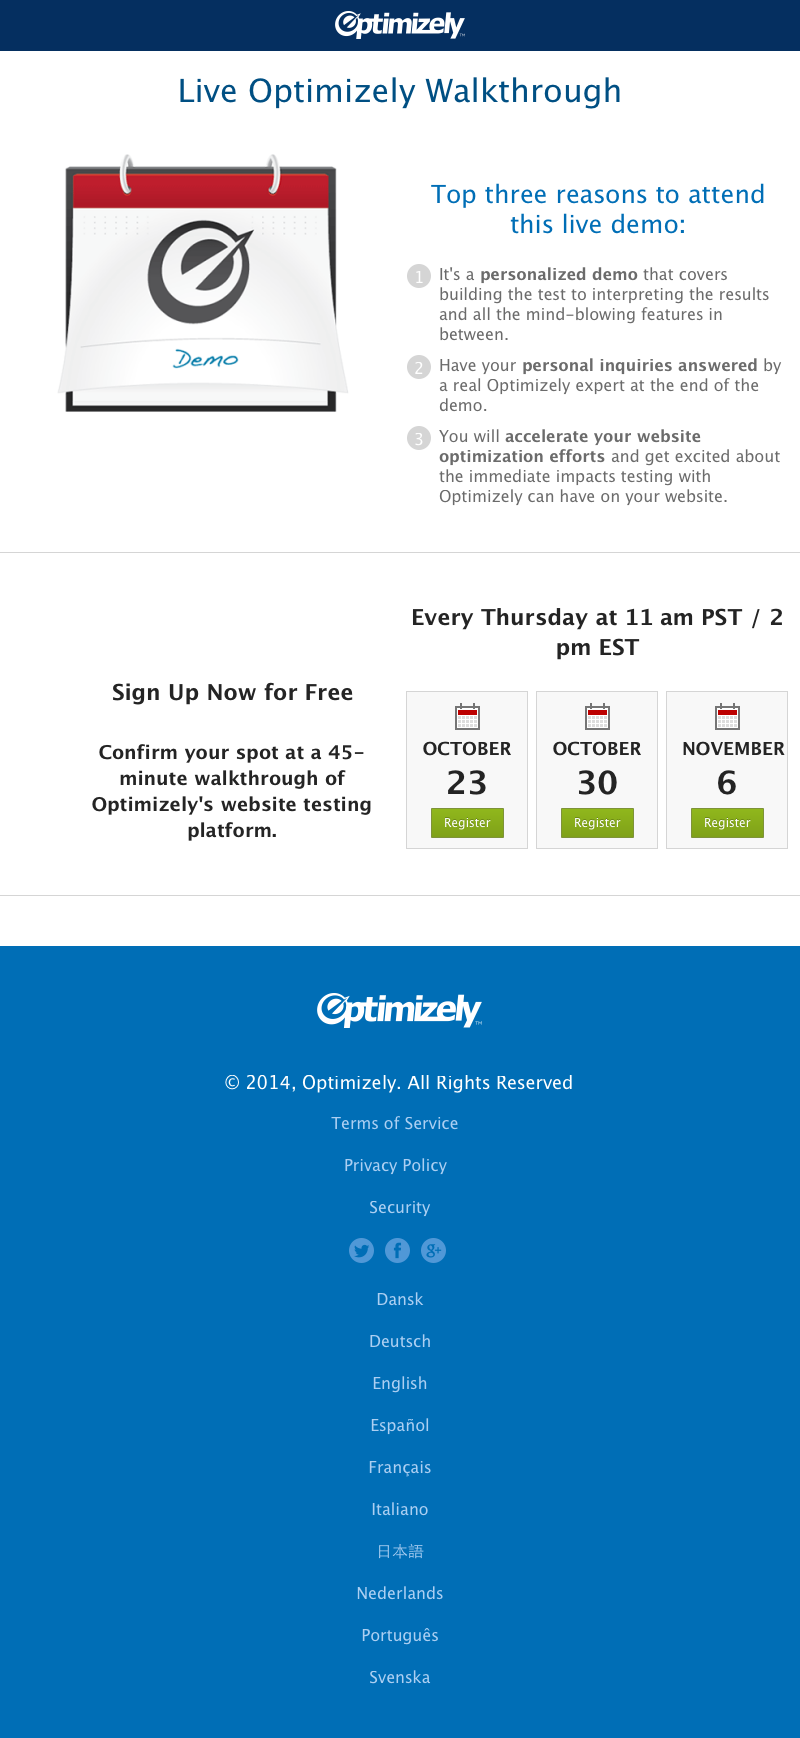 Optimizely™
Live Optimizely Walkthrough
Demo
Top three reasons to attend
this live demo:
1 It's a personalized demo that covers
building the test to interpreting the results
and all the mind-blowing features in
between.
2 Have your personal inquiries answered by
a real Optimizely expert at the end of the
demo.
3 You will accelerate your website
optimization efforts and get excited about
the immediate impacts testing with
Optimizely can have on your website.
Sign Up Now for Free
Confirm your spot at a 45-
minute walkthrough of
Optimizely's website testing
platform.
Every Thursday at 11 am PST / 2
pm EST
OCTOBER
23
Register
OCTOBER
30
Register
NOVEMBER
6
Register
Optimizely™
© 2014, Optimizely. All Rights Reserved
Terms of Service
Privacy Policy
Security
Dansk
Deutsch
English
Español
Français
Italiano
日本語
Nederlands
Português
Svenska